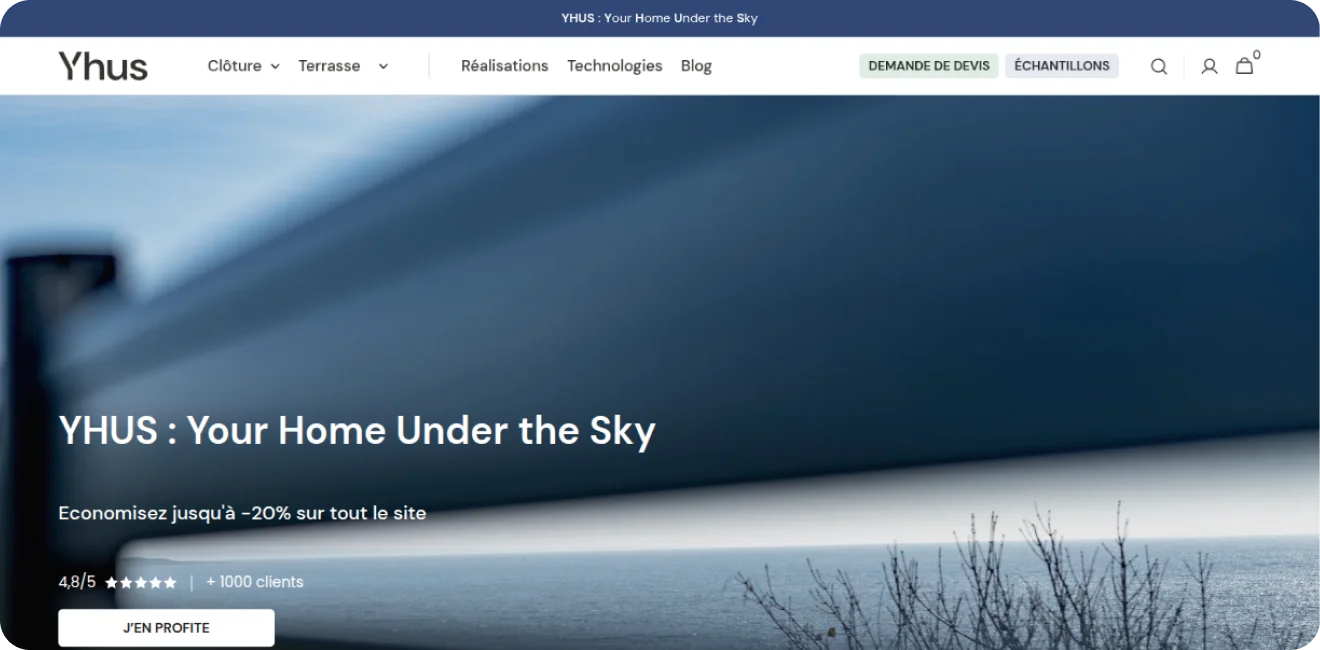 YHUS : Your Home Under the Sky
Yhus
Clôture Terrasse Réalisations Technologies Blog DEMANDE DE DEVIS ÉCHANTILLONS 0
YHUS : Your Home Under the Sky
Economisez jusqu'à -20% sur tout le site
4,8/5 ★★★★★ | + 1000 clients
J'EN PROFITE